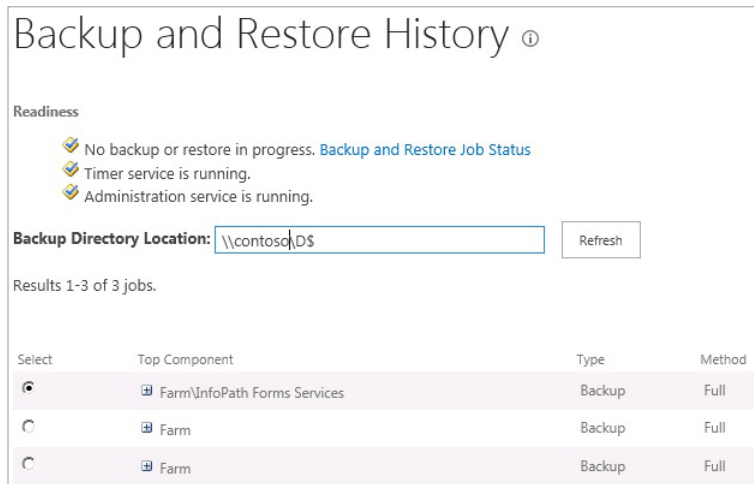 Backup and Restore History
Readiness
No backup or restore in progress. Backup and Restore Job Status
Timer service is running.
Administration service is running.
Backup Directory Location: \\contoso\D$ Refresh
Results 1-3 of 3 jobs.
Select Top Component Type Method
Farm\InfoPath Forms Services Backup Full
Farm Backup Full
Farm Backup Full